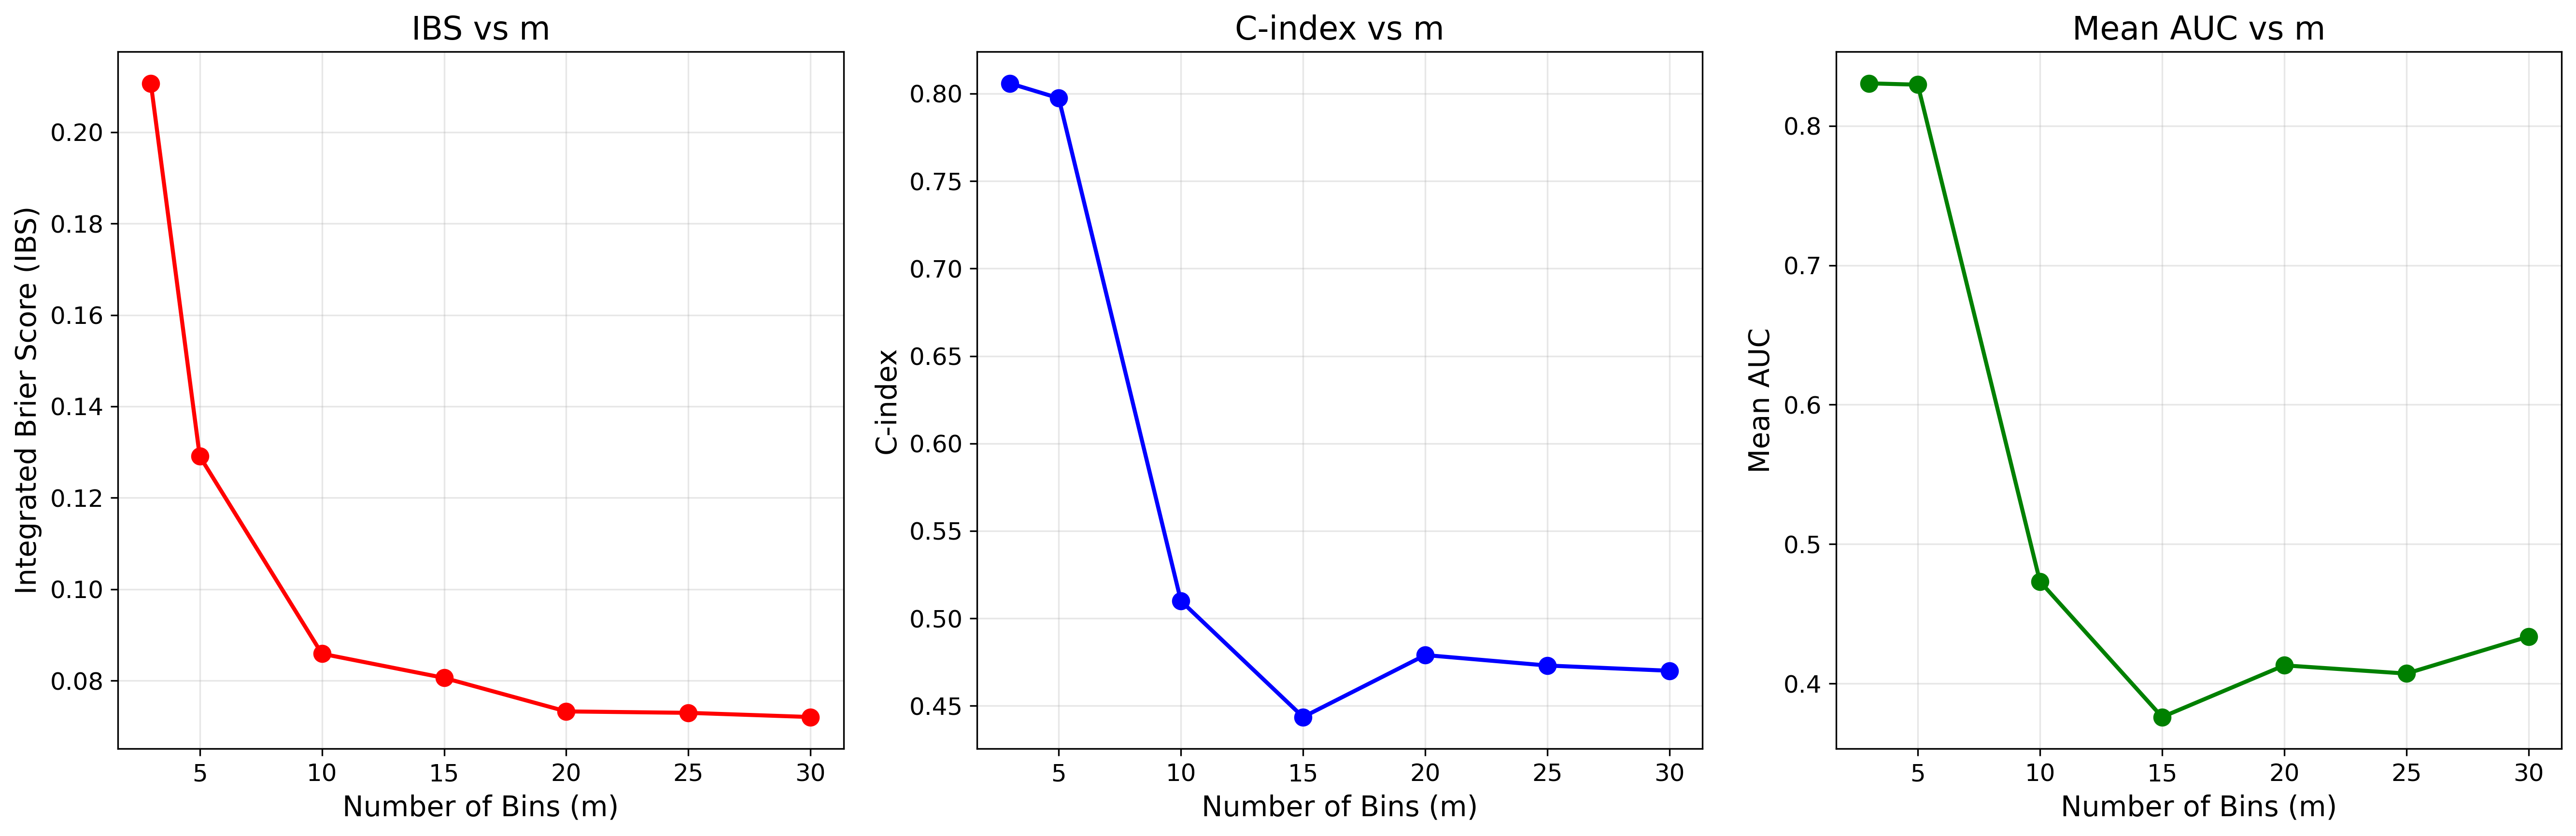 IBS vs m
Integrated Brier Score (IBS)
0.20
0.18
0.16
0.14
0.12
0.10
0.08
5 10 15 20 25 30
Number of Bins (m)
C-index vs m
C-index
0.80
0.75
0.70
0.65
0.60
0.55
0.50
0.45
5 10 15 20 25 30
Number of Bins (m)
Mean AUC vs m
Mean AUC
0.8
0.7
0.6
0.5
0.4
5 10 15 20 25 30
Number of Bins (m)